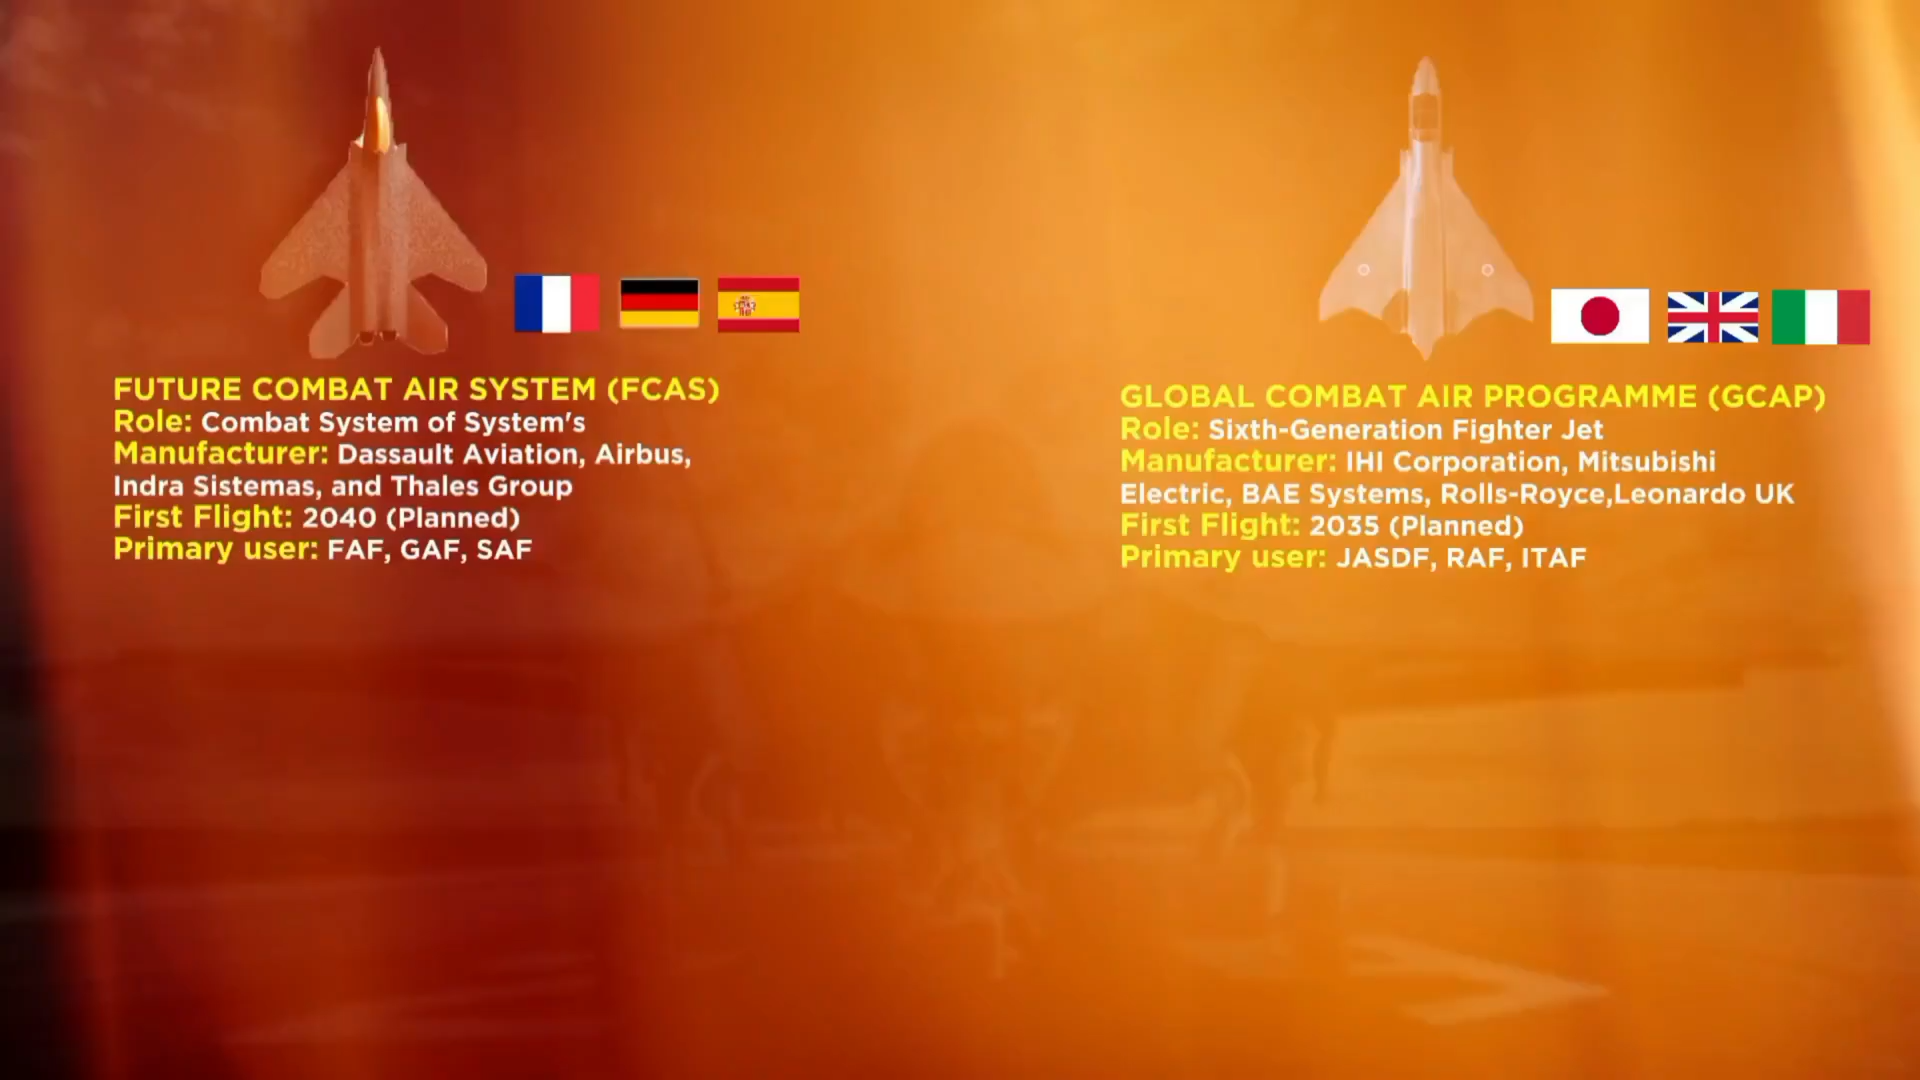 FUTURE COMBAT AIR SYSTEM (FCAS)
Role: Combat System of System's
Manufacturer: Dassault Aviation, Airbus,
Indra Sistemas, and Thales Group
First Flight: 2040 (Planned)
Primary user: FAF, GAF, SAF
GLOBAL COMBAT AIR PROGRAMME (GCAP)
Role: Sixth-Generation Fighter Jet
Manufacturer: IHI Corporation, Mitsubishi
Electric, BAE Systems, Rolls-Royce,Leonardo UK
First Flight: 2035 (Planned)
Primary user: JASDF, RAF, ITAF